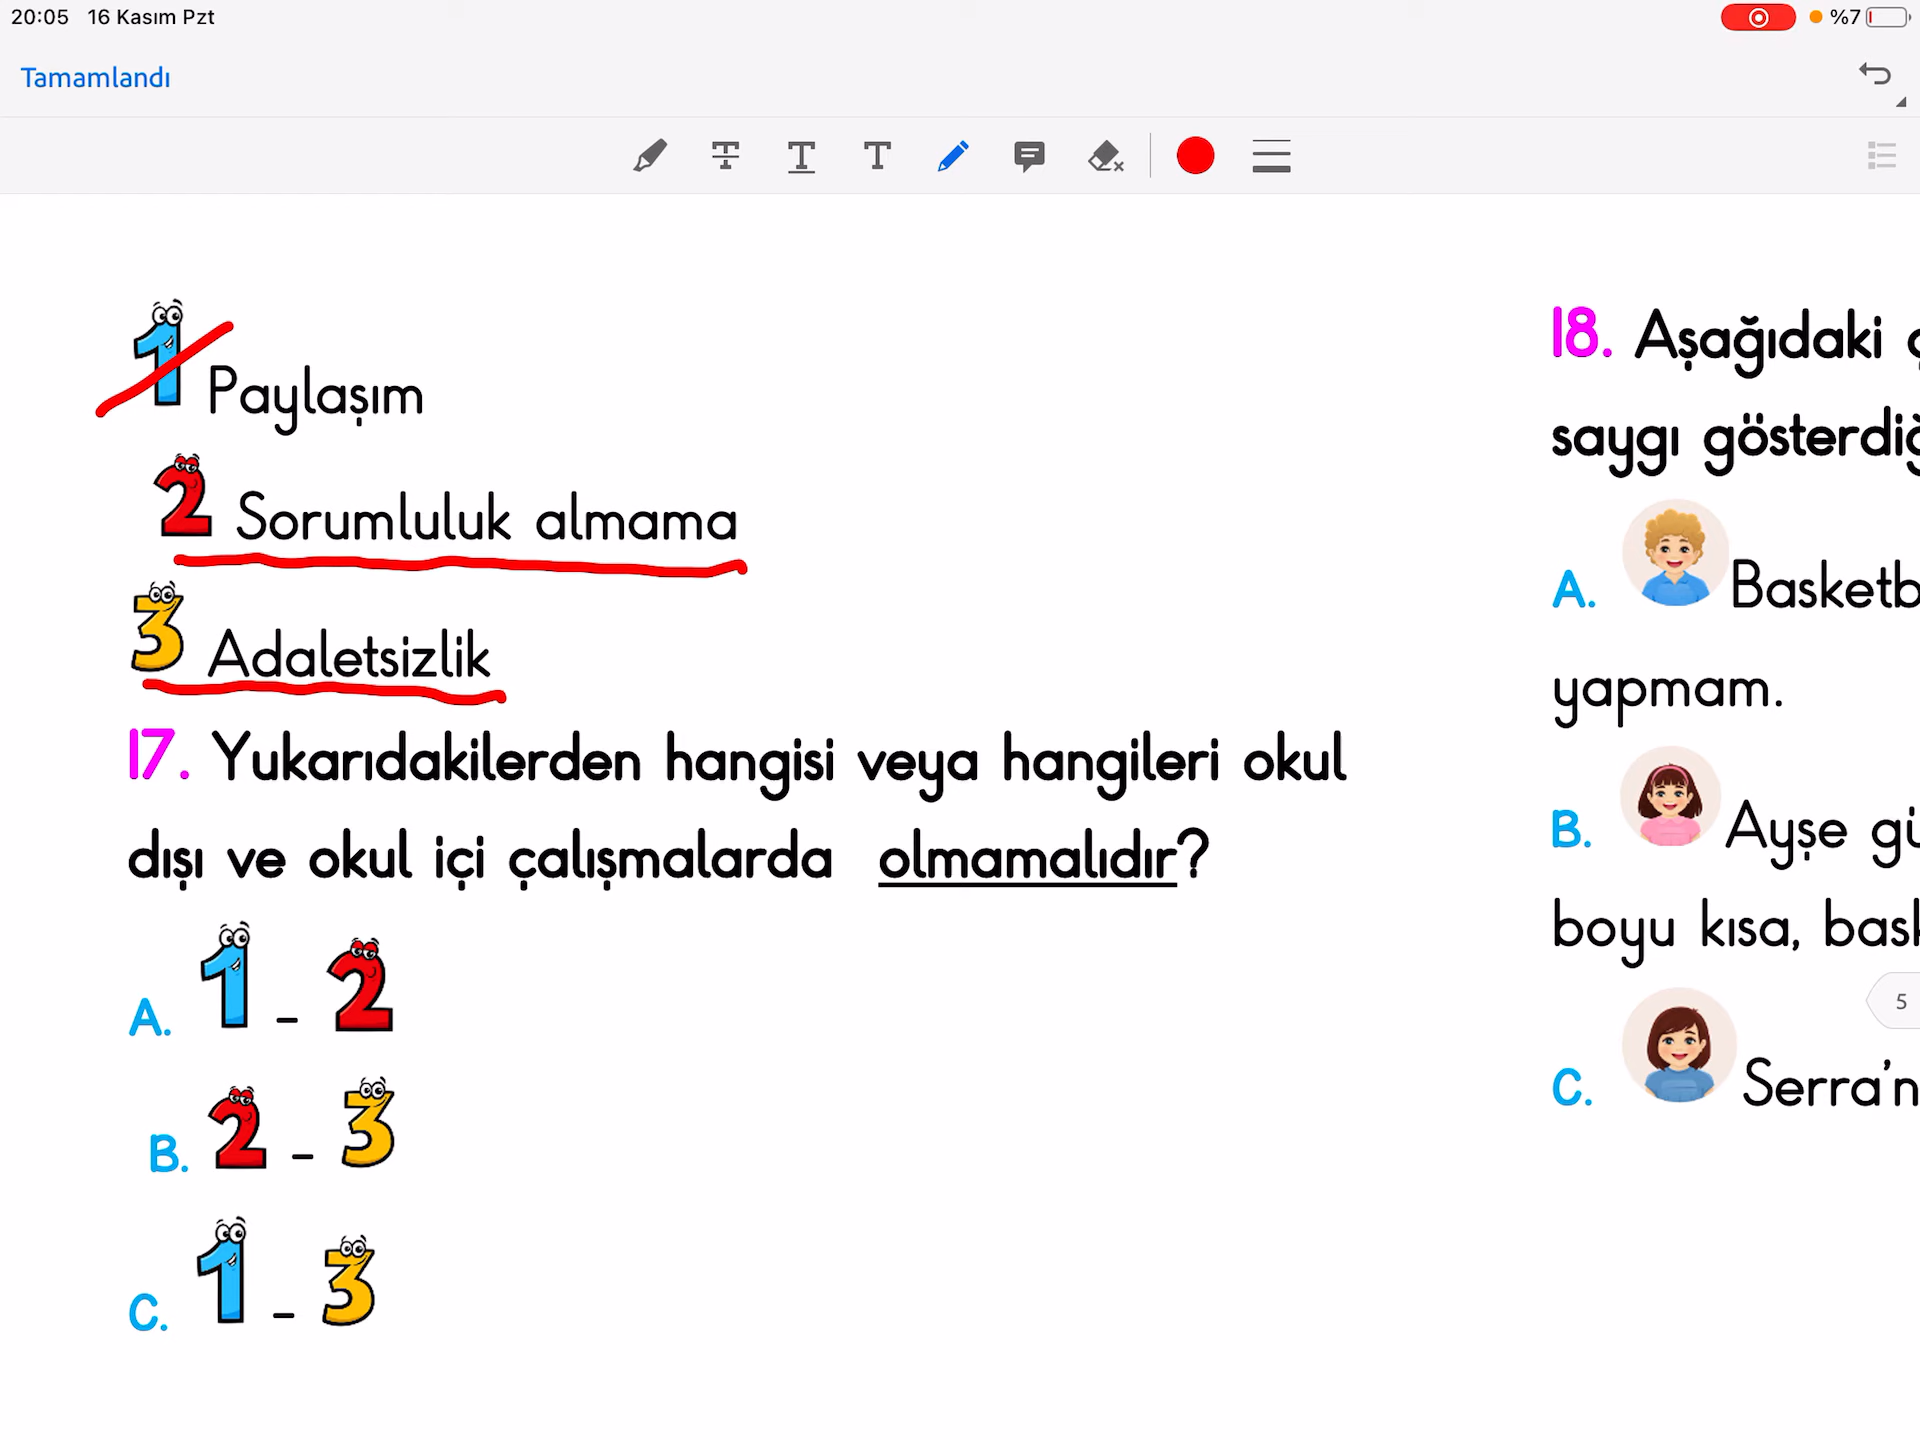 20:05 16 Kasım Pzt
%7
Tamamlandı
T T T
1 Paylaşım
2 Sorumluluk almama
3 Adaletsizlik
17. Yukarıdakilerden hangisi veya hangileri okul
dışı ve okul içi çalışmalarda olmamalıdır?
A. 1 - 2
B. 2 - 3
C. 1 - 3
18. Aşağıdaki
saygı
A.
yapmam.
B. Ayşe
boyu kısa,
C.
5